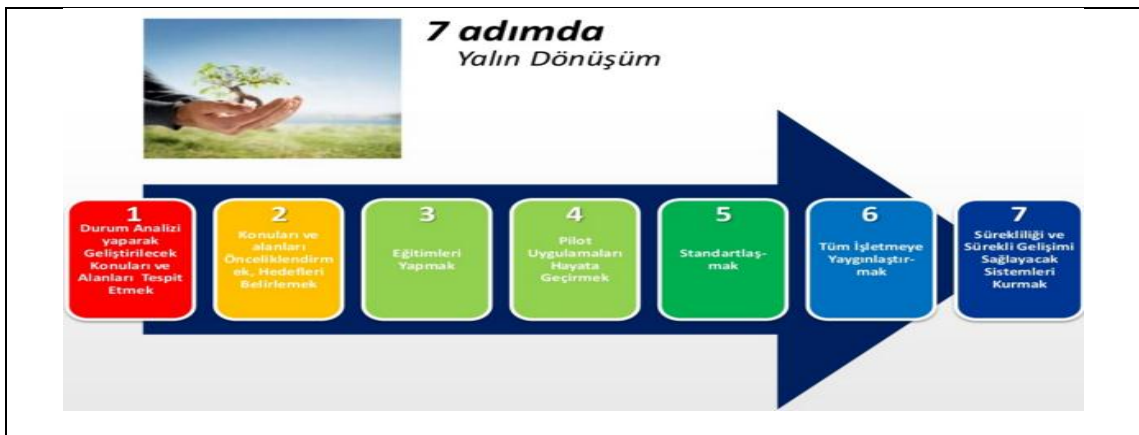 7 adımda
Yalın Dönüşüm
1
Durum Analizi
yaparak
Geliştirilecek
Konuları ve
Alanları Tespit
Etmek
2
Konuları ve
alanları
Önceliklendirm
ek, Hedefleri
Belirlemek
3
Eğitimleri
Yapmak
4
Pilot
Uygulamaları
Hayata
Geçirmek
5
Standartlaş-
mak
6
Tüm İşletmeye
Yaygınlaştır-
mak
7
Sürekliliği ve
Sürekli Gelişimi
Sağlayacak
Sistemleri
Kurmak